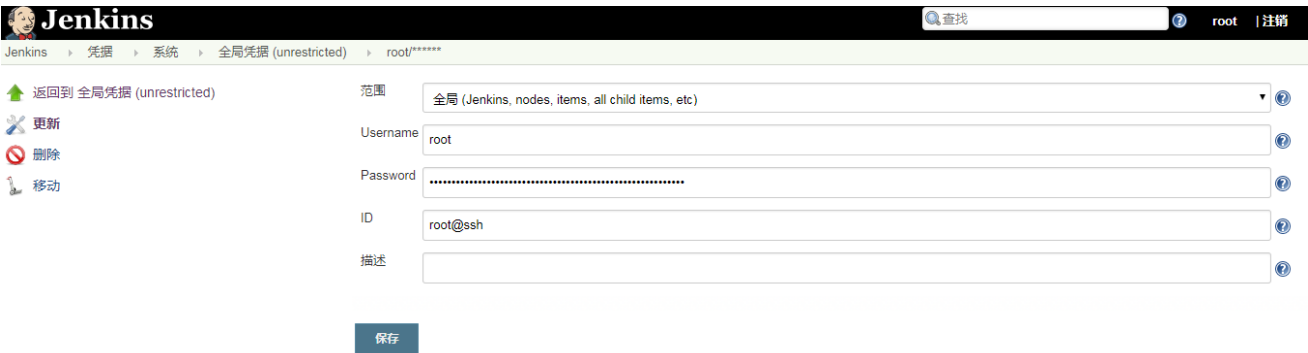 Jenkins
查找
root | 注销
Jenkins 凭据 系统 全局凭据 (unrestricted) root/******
返回到 全局凭据 (unrestricted)
更新
删除
移动
范围 全局 (Jenkins, nodes, items, all child items, etc)
Username root
Password ••••••••••••••••••••••••••••••••••••••••••••••••••••••••••
ID root@ssh
描述
保存